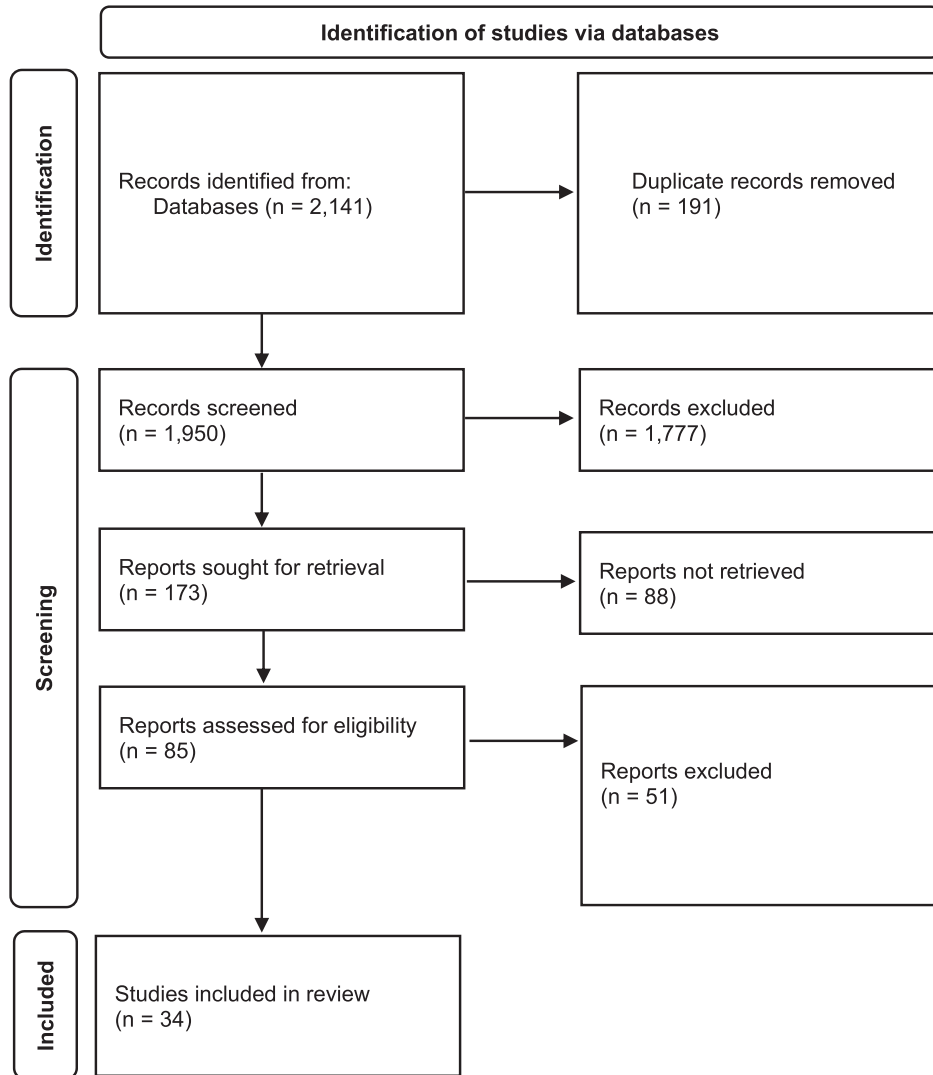 Identification of studies via databases
Identification
Records identified from:
Databases (n = 2,141)
Duplicate records removed
(n = 191)
Screening
Records screened
(n = 1,950)
Records excluded
(n = 1,777)
Reports sought for retrieval
(n = 173)
Reports not retrieved
(n = 88)
Reports assessed for eligibility
(n = 85)
Reports excluded
(n = 51)
Included
Studies included in review
(n = 34)